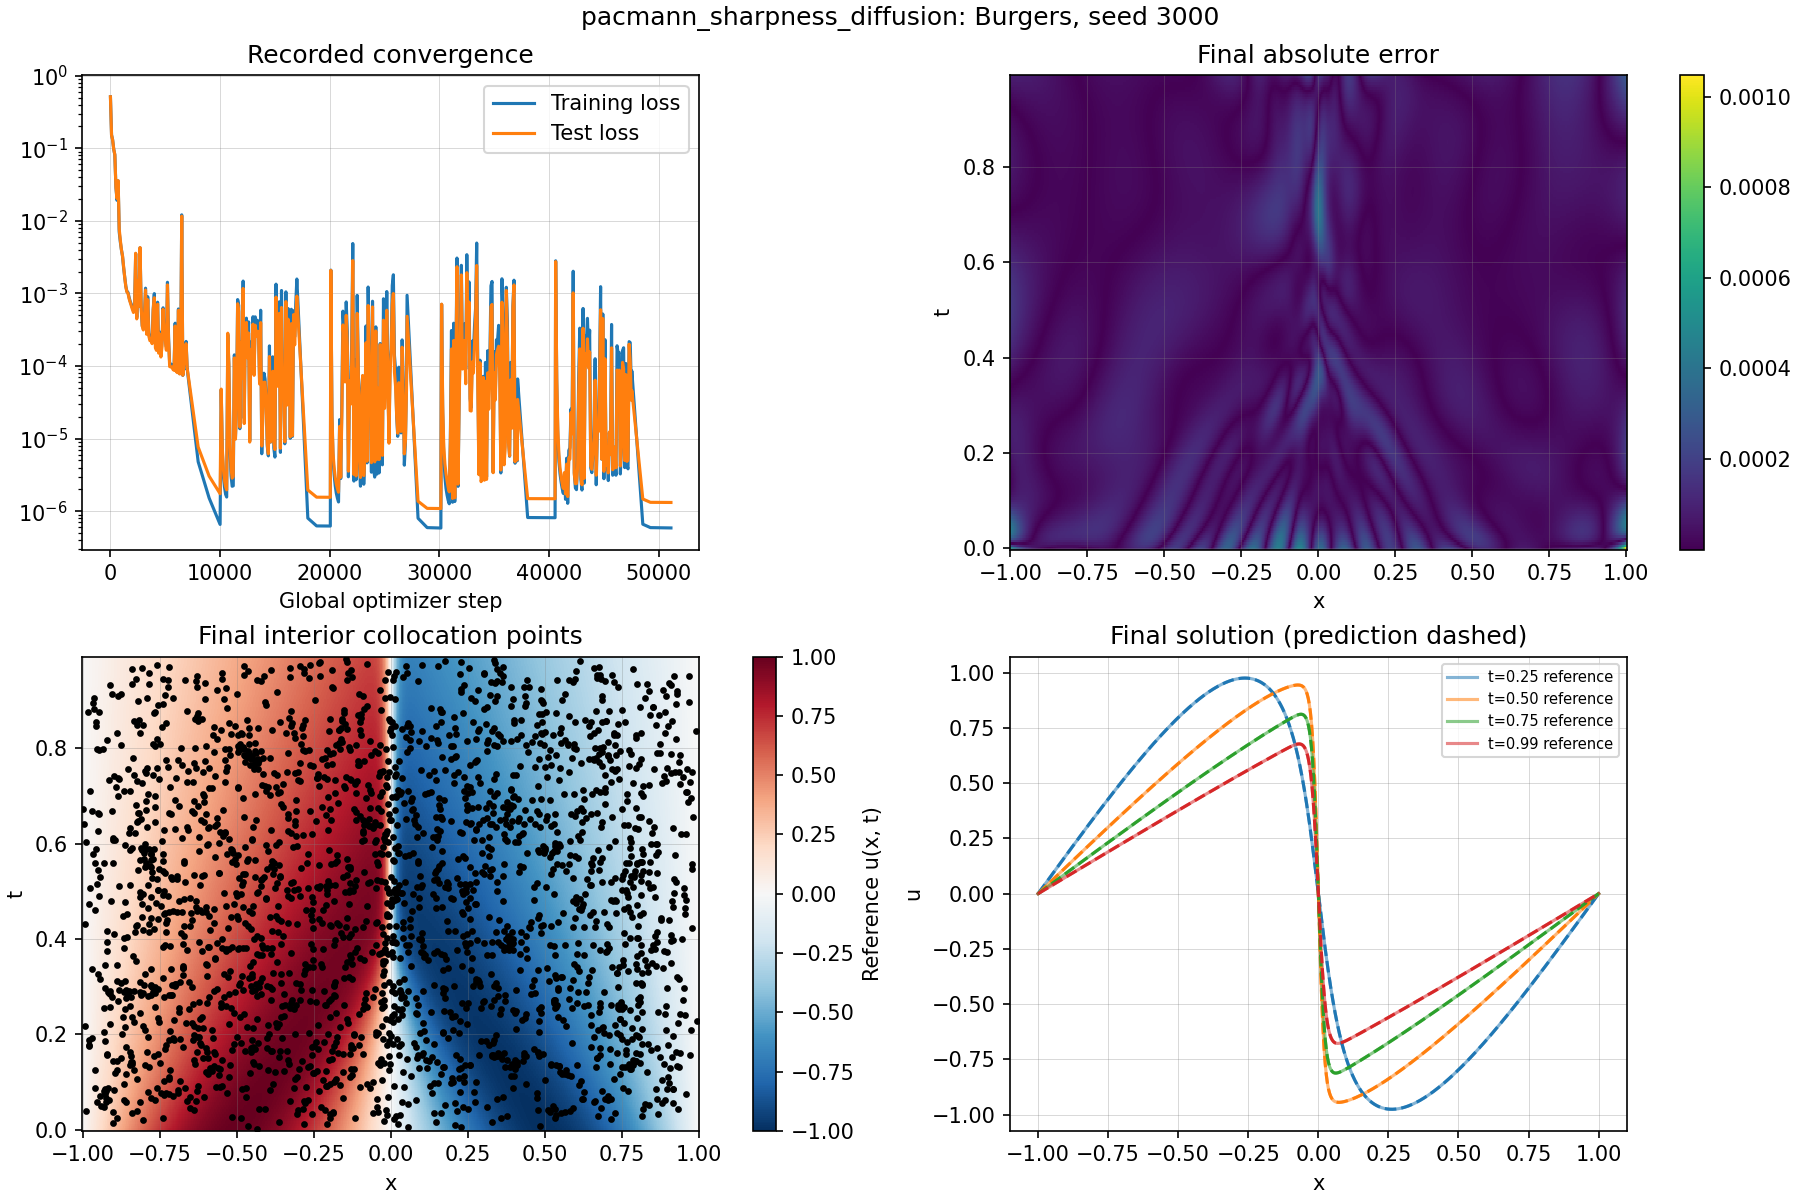 pacmann_sharpness_diffusion: Burgers, seed 3000
Recorded convergence
10^0
10^-1
10^-2
10^-3
10^-4
10^-5
10^-6
Training loss
Test loss
0 10000 20000 30000 40000 50000
Global optimizer step
Final absolute error
t
0.8
0.6
0.4
0.2
0.0
−1.00 −0.75 −0.50 −0.25 0.00 0.25 0.50 0.75 1.00
x
0.0010
0.0008
0.0006
0.0004
0.0002
Final interior collocation points
t
0.8
0.6
0.4
0.2
0.0
−1.00 −0.75 −0.50 −0.25 0.00 0.25 0.50 0.75 1.00
x
1.00
0.75
0.50
0.25
0.00
−0.25
−0.50
−0.75
−1.00
Reference u(x, t)
Final solution (prediction dashed)
u
1.00
0.75
0.50
0.25
0.00
−0.25
−0.50
−0.75
−1.00
t=0.25 reference
t=0.50 reference
t=0.75 reference
t=0.99 reference
−1.00 −0.75 −0.50 −0.25 0.00 0.25 0.50 0.75 1.00
x